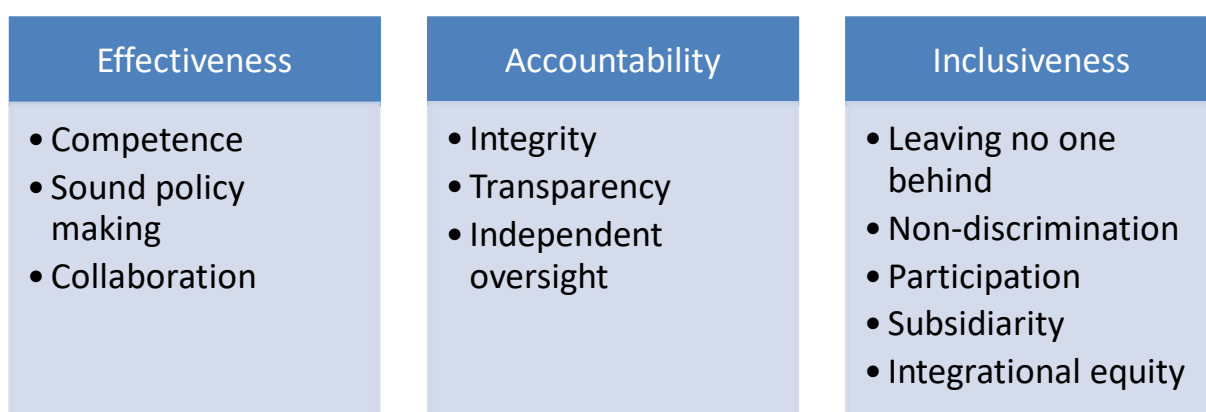 Effectiveness
• Competence
• Sound policy
making
• Collaboration
Accountability
• Integrity
• Transparency
• Independent
oversight
Inclusiveness
• Leaving no one
behind
• Non-discrimination
• Participation
• Subsidiarity
• Integrational equity